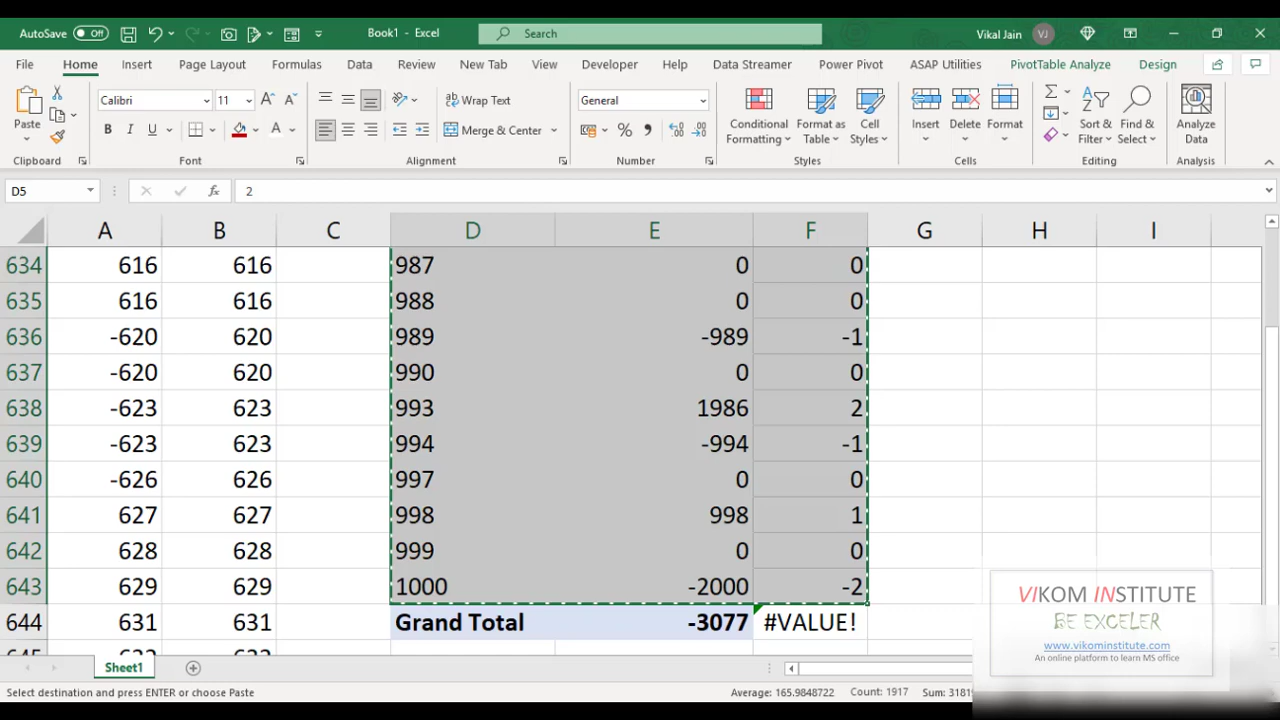 AutoSave Off Book1 - Excel Search Vikal Jain VJ
File Home Insert Page Layout Formulas Data Review New Tab View Developer Help Data Streamer Power Pivot ASAP Utilities PivotTable Analyze Design
Paste
Calibri 11
B I U A
Wrap Text
Merge & Center
General
Conditional Formatting
Format as Table
Cell Styles
Insert
Delete
Format
Sort & Filter
Find & Select
Analyze Data
Clipboard Font Alignment Number Styles Cells Editing Analysis
D5 fx 2
A B C D E F G H I
634 616 616 987 0 0
635 616 616 988 0 0
636 -620 620 989 -989 -1
637 -620 620 990 0 0
638 -623 623 993 1986 2
639 -623 623 994 -994 -1
640 -626 626 997 0 0
641 627 627 998 998 1
642 628 628 999 0 0
643 629 629 1000 -2000 -2
644 631 631 Grand Total -3077 #VALUE!
VIKOM INSTITUTE
BE EXCELER
www.vikominstitute.com
An online platform to learn MS office
Sheet1
Select destination and press ENTER or choose Paste Average: 165.9848722 Count: 1917